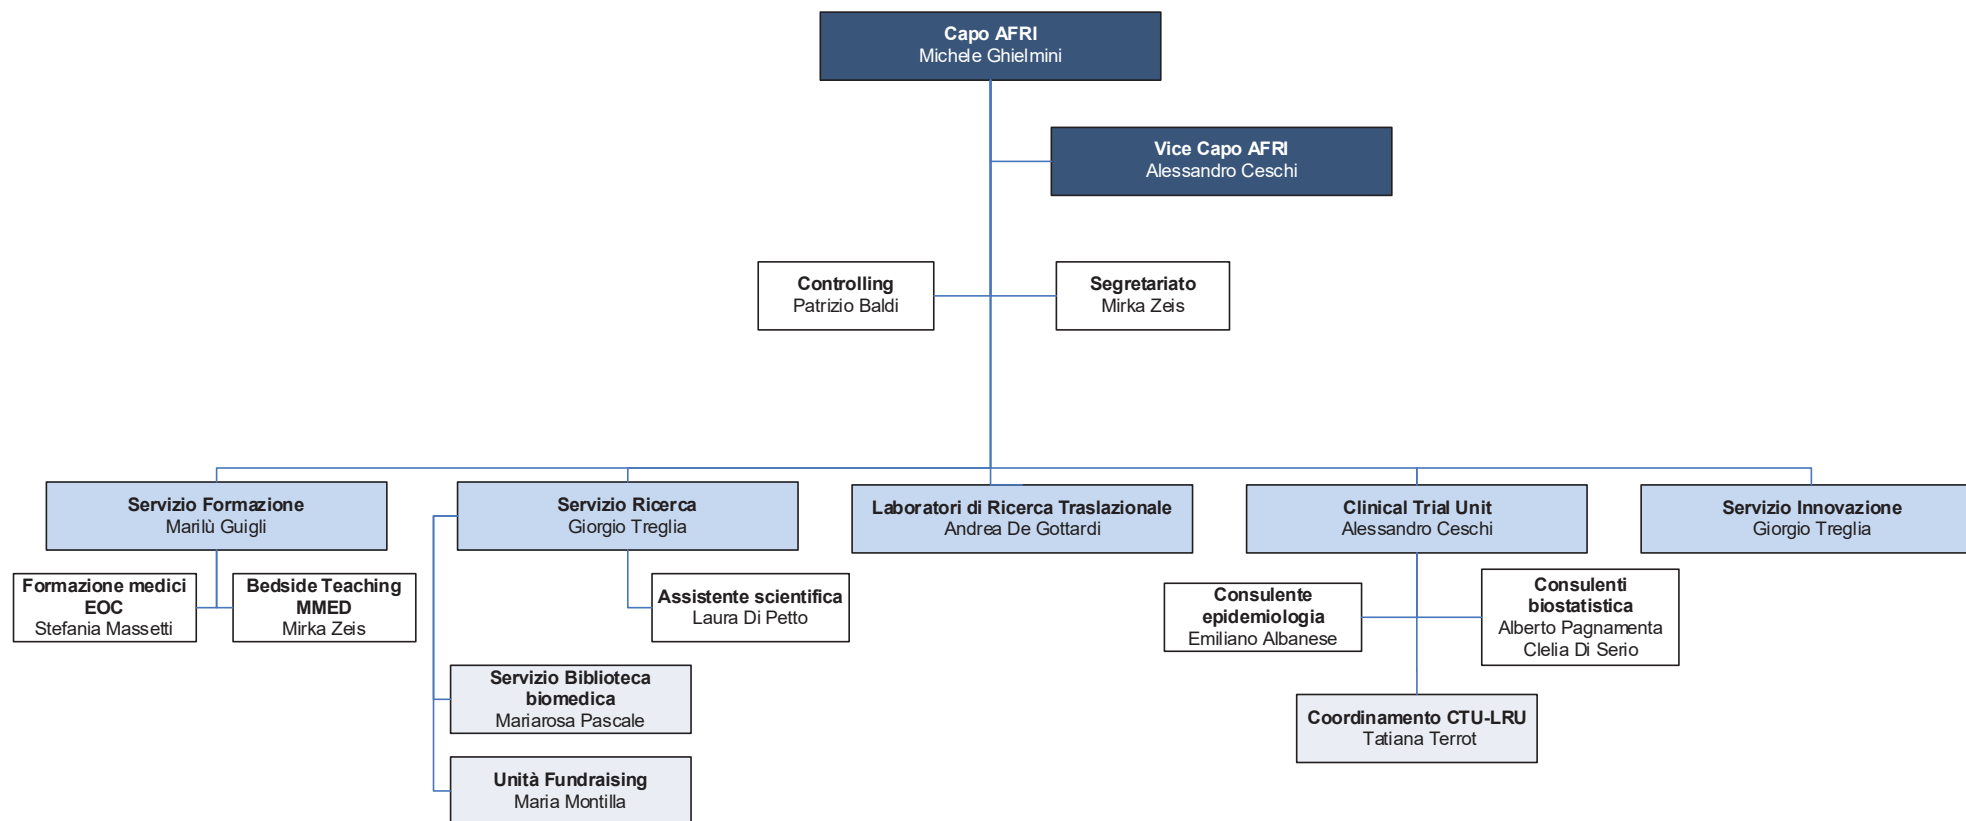 Capo AFRI
Michele Ghielmini
Vice Capo AFRI
Alessandro Ceschi
Controlling
Patrizio Baldi
Segretariato
Mirka Zeis
Servizio Formazione
Marilù Guigli
Servizio Ricerca
Giorgio Treglia
Laboratori di Ricerca Traslazionale
Andrea De Gottardi
Clinical Trial Unit
Alessandro Ceschi
Servizio Innovazione
Giorgio Treglia
Formazione medici
EOC
Stefania Massetti
Bedside Teaching
MMED
Mirka Zeis
Assistente scientifica
Laura Di Petto
Consulente
epidemiologia
Emiliano Albanese
Consulenti
biostatistica
Alberto Pagnamenta
Clelia Di Serio
Servizio Biblioteca
biomedica
Mariarosa Pascale
Coordinamento CTU-LRU
Tatiana Terrot
Unità Fundraising
Maria Montilla